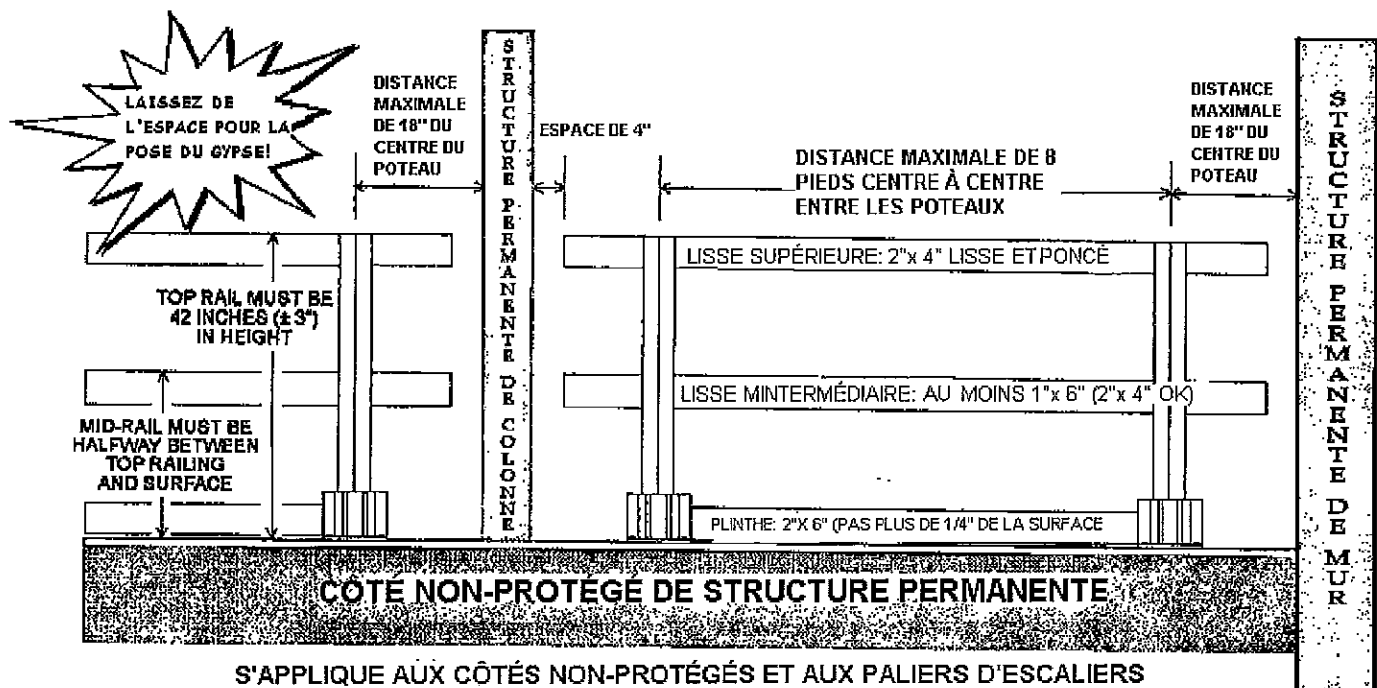 LAISSEZ DE
L'ESPACE POUR LA
POSE DU GYPSE!
DISTANCE
MAXIMALE
DE 18" DU
CENTRE DU
POTEAU
STRUCTURE PERMANENTE DE COLONNE
ESPACE DE 4"
DISTANCE MAXIMALE DE 8
PIEDS CENTRE À CENTRE
ENTRE LES POTEAUX
DISTANCE
MAXIMALE
DE 18" DU
CENTRE DU
POTEAU
STRUCTURE PERMANENTE DE MUR
LISSE SUPÉRIEURE: 2"x 4" LISSE ET PONCÉ
TOP RAIL MUST BE
42 INCHES (± 3")
IN HEIGHT
LISSE MINTERMÉDIAIRE: AU MOINS 1"x 6" (2"x 4" OK)
MID-RAIL MUST BE
HALFWAY BETWEEN
TOP RAILING
AND SURFACE
PLINTHE: 2"X 6" (PAS PLUS DE 1/4" DE LA SURFACE
CÔTÉ NON-PROTÉGÉ DE STRUCTURE PERMANENTE
S'APPLIQUE AUX CÔTÉS NON-PROTÉGÉS ET AUX PALIERS D'ESCALIERS